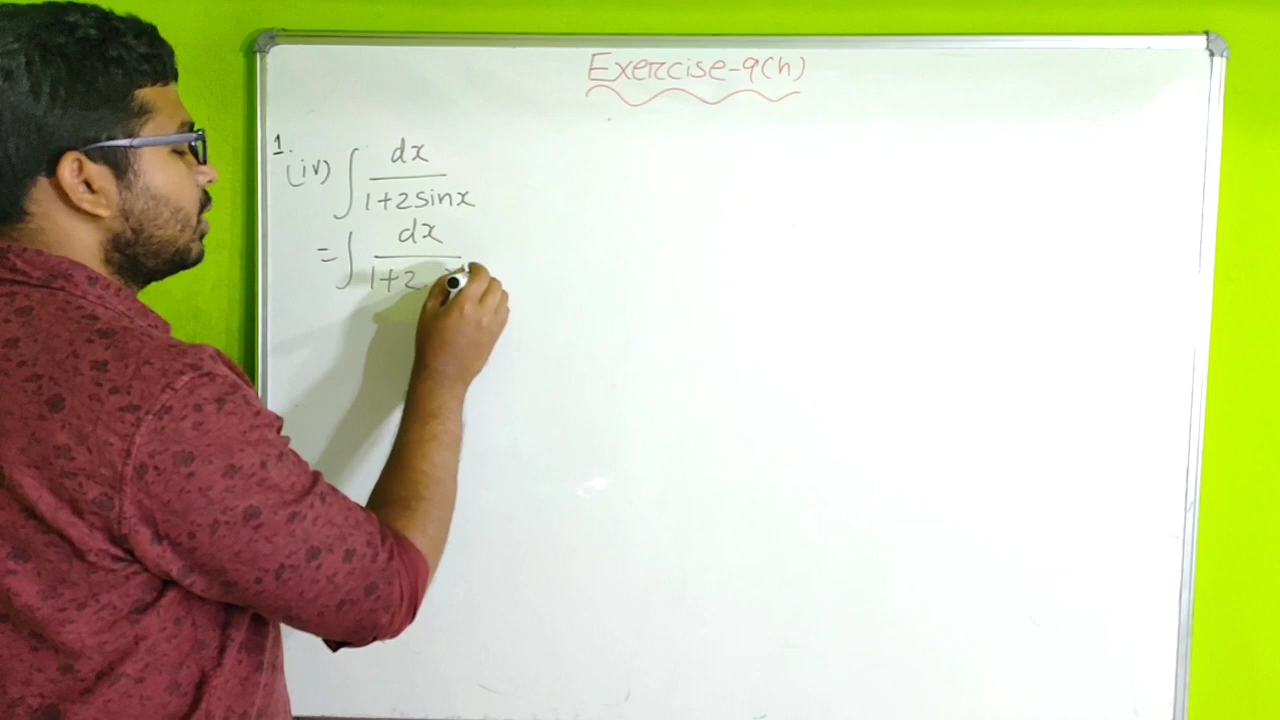 Exercise-9(h)
1.
(iv) ∫ dx / 1+2sinx
= ∫ dx / 1+2